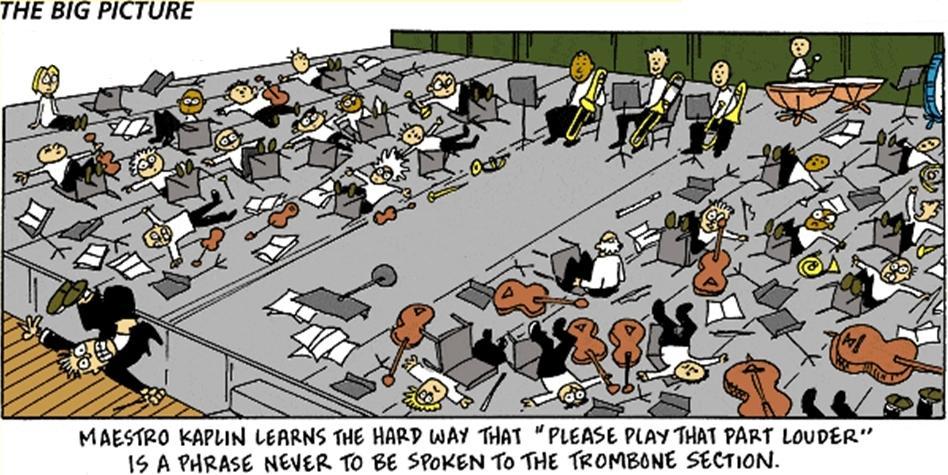 THE BIG PICTURE
MAESTRO KAPLIN LEARNS THE HARD WAY THAT "PLEASE PLAY THAT PART LOUDER"
IS A PHRASE NEVER TO BE SPOKEN TO THE TROMBONE SECTION.